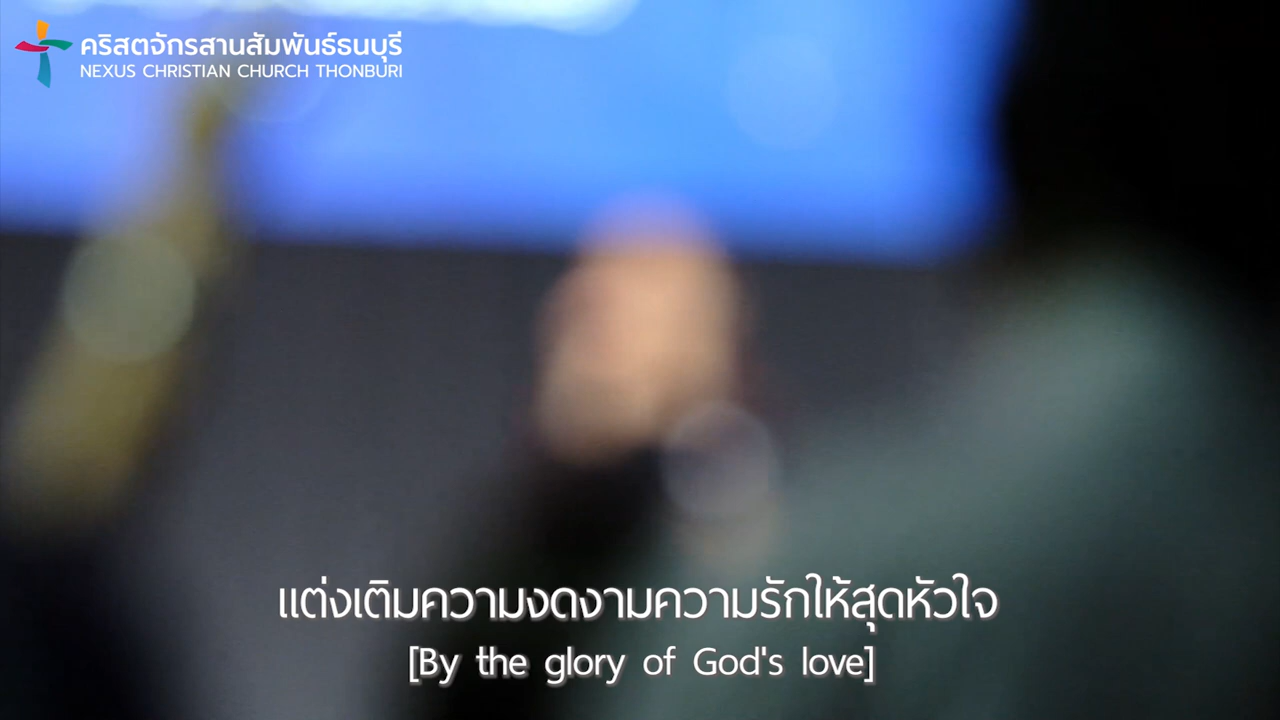 คริสตจักรสานสัมพันธ์ธนบุรี
NEXUS CHRISTIAN CHURCH THONBURI
แต่งเติมความงดงามความรักให้สุดหัวใจ
[By the glory of God's love]